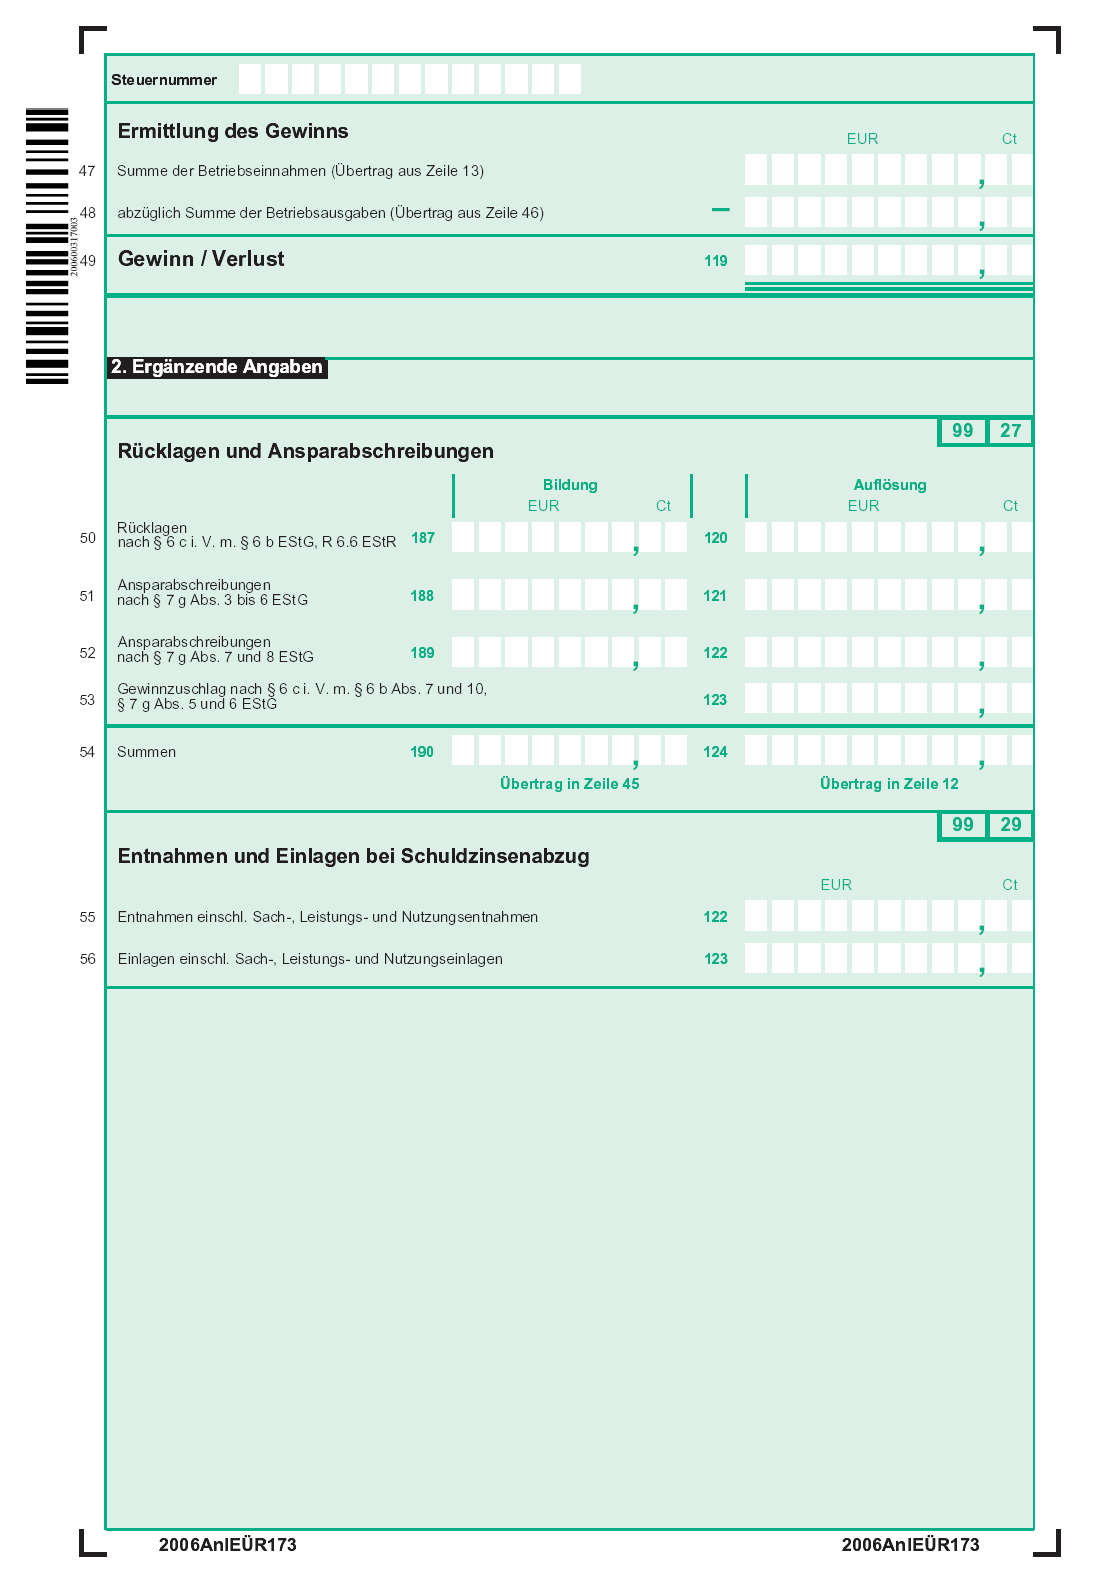 Steuernummer
Ermittlung des Gewinns
EUR Ct
47 Summe der Betriebseinnahmen (Übertrag aus Zeile 13) ,
48 abzüglich Summe der Betriebsausgaben (Übertrag aus Zeile 46) – ,
200600317003
49 Gewinn / Verlust 119 ,
2. Ergänzende Angaben
99 27
Rücklagen und Ansparabschreibungen
Bildung Auflösung
EUR Ct EUR Ct
Rücklagen
50 nach § 6 c i. V. m. § 6 b EStG, R 6.6 EStR 187 , 120 ,
Ansparabschreibungen
51 nach § 7 g Abs. 3 bis 6 EStG 188 , 121 ,
Ansparabschreibungen
52 nach § 7 g Abs. 7 und 8 EStG 189 , 122 ,
Gewinnzuschlag nach § 6 c i. V. m. § 6 b Abs. 7 und 10,
53 § 7 g Abs. 5 und 6 EStG 123 ,
54 Summen 190 , 124 ,
Übertrag in Zeile 45 Übertrag in Zeile 12
99 29
Entnahmen und Einlagen bei Schuldzinsenabzug
EUR Ct
55 Entnahmen einschl. Sach-, Leistungs- und Nutzungsentnahmen 122 ,
56 Einlagen einschl. Sach-, Leistungs- und Nutzungseinlagen 123 ,
2006AnlEÜR173 2006AnlEÜR173